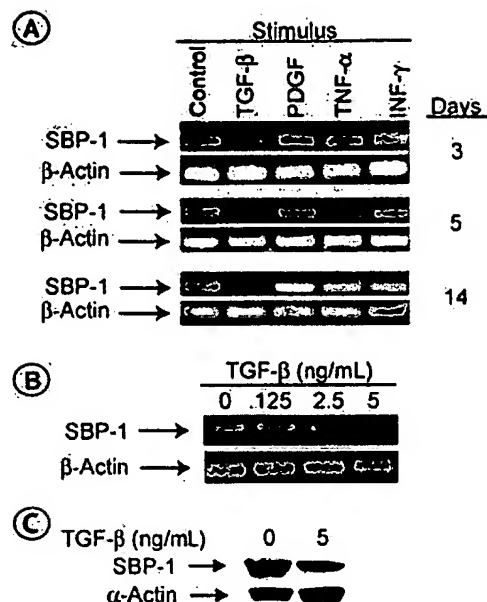 A
Stimulus
Control TGF-β PDGF TNF-α INF-γ
Days
SBP-1
β-Actin
3
SBP-1
β-Actin
5
SBP-1
β-Actin
14
B
TGF-β (ng/mL)
0 .125 2.5 5
SBP-1
β-Actin
C
TGF-β (ng/mL) 0 5
SBP-1
α-Actin